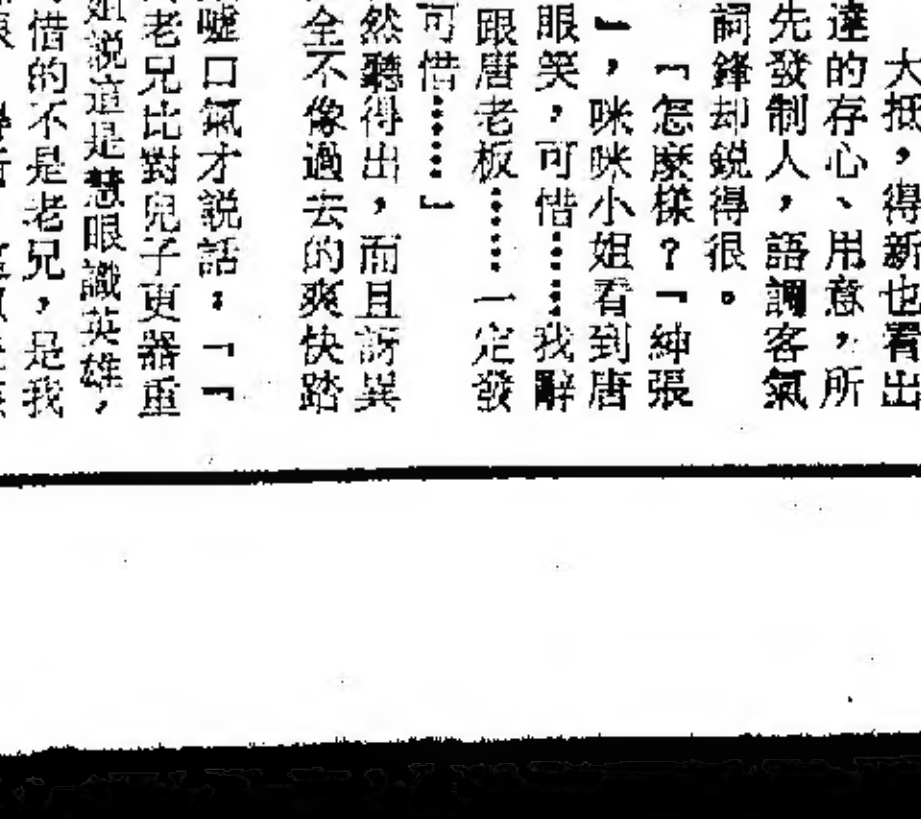 大抵，得新也看出
達的存心、用意，所
先發制人，語調客氣
詞鋒却銳得很。
「怎麼樣？「紳張
」，咪咪小姐看到唐
眼笑，可惜……我辭
跟唐老板……一定發
可惜……」
然聽得出，而且訝異
全不像過去的爽快踏
噓口氣才説話：「「
老兄比對兒子更器重
姐説這是慧眼識英雄，
惜的不是老兄，是我